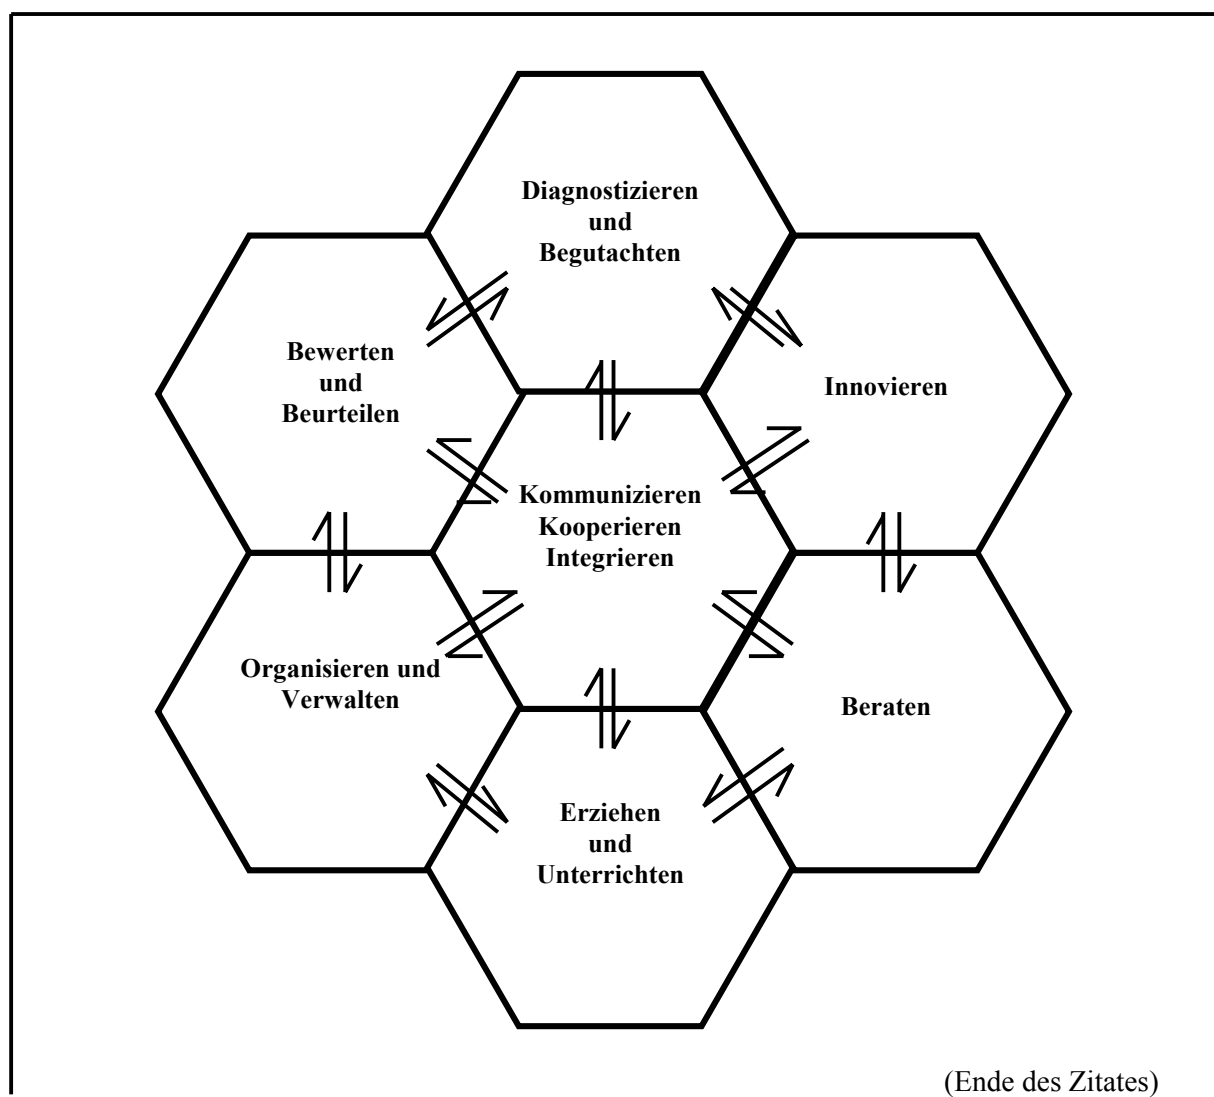 Diagnostizieren
und
Begutachten
Bewerten
und
Beurteilen
Innovieren
Kommunizieren
Kooperieren
Integrieren
Organisieren und
Verwalten
Beraten
Erziehen
und
Unterrichten
(Ende des Zitates)